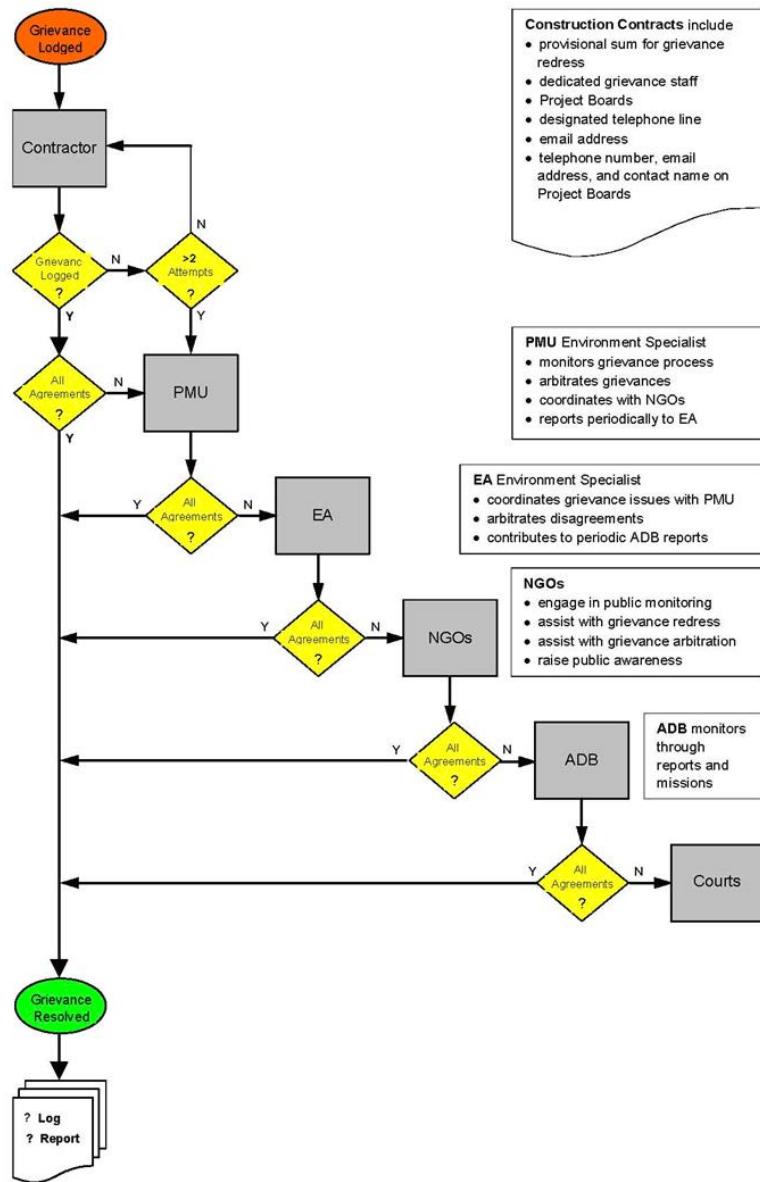 Grievance
Lodged
Contractor
N
Grievanc
Logged
?
N
>2
Attempts
?
Y
Y
All
Agreements
?
N
PMU
Y
Y
All
Agreements
?
N
EA
Y
All
Agreements
?
N
NGOs
Y
All
Agreements
?
N
ADB
Y
All
Agreements
?
N
Courts
Grievance
Resolved
? Log
? Report
Construction Contracts include
• provisional sum for grievance
redress
• dedicated grievance staff
• Project Boards
• designated telephone line
• email address
• telephone number, email
address, and contact name on
Project Boards
PMU Environment Specialist
• monitors grievance process
• arbitrates grievances
• coordinates with NGOs
• reports periodically to EA
EA Environment Specialist
• coordinates grievance issues with PMU
• arbitrates disagreements
• contributes to periodic ADB reports
NGOs
• engage in public monitoring
• assist with grievance redress
• assist with grievance arbitration
• raise public awareness
ADB monitors
through
reports and
missions